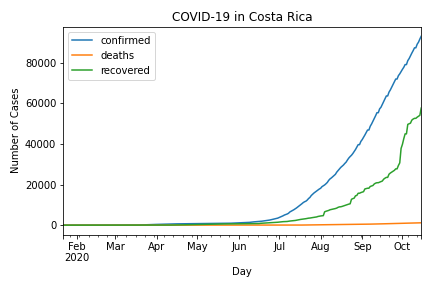 COVID-19 in Costa Rica
confirmed
deaths
recovered
Number of Cases
80000
60000
40000
20000
0
Feb Mar Apr May Jun Jul Aug Sep Oct
2020
Day